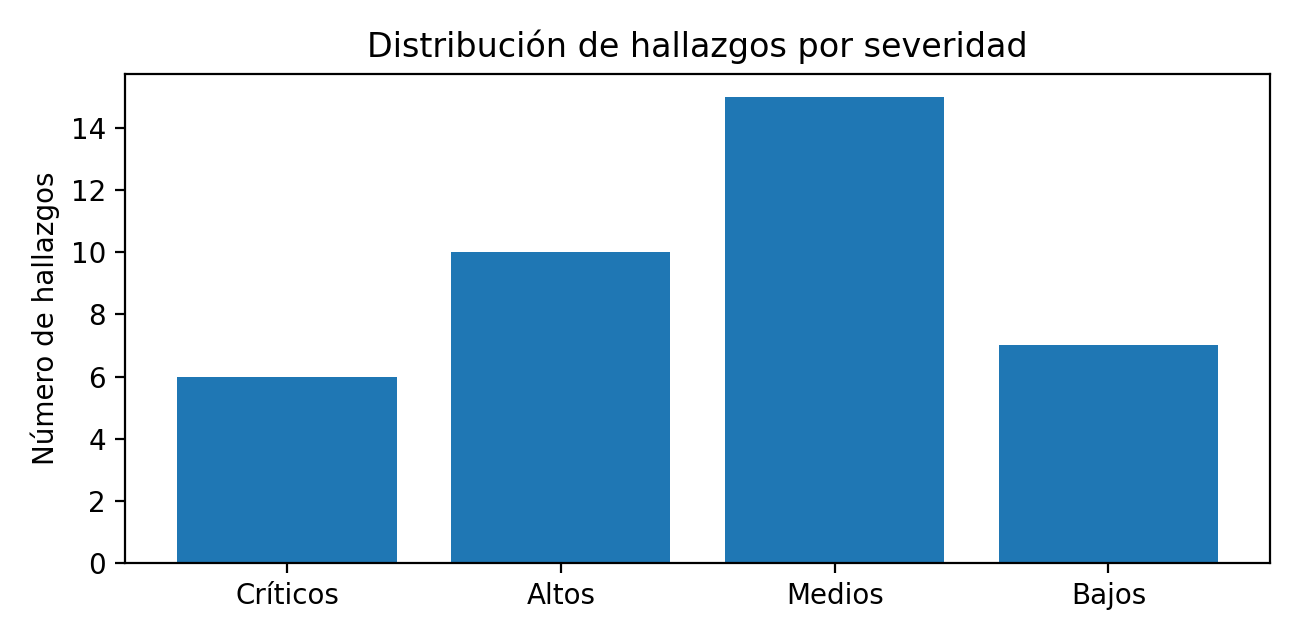 Distribución de hallazgos por severidad
Número de hallazgos
14
12
10
8
6
4
2
0
Críticos Altos Medios Bajos